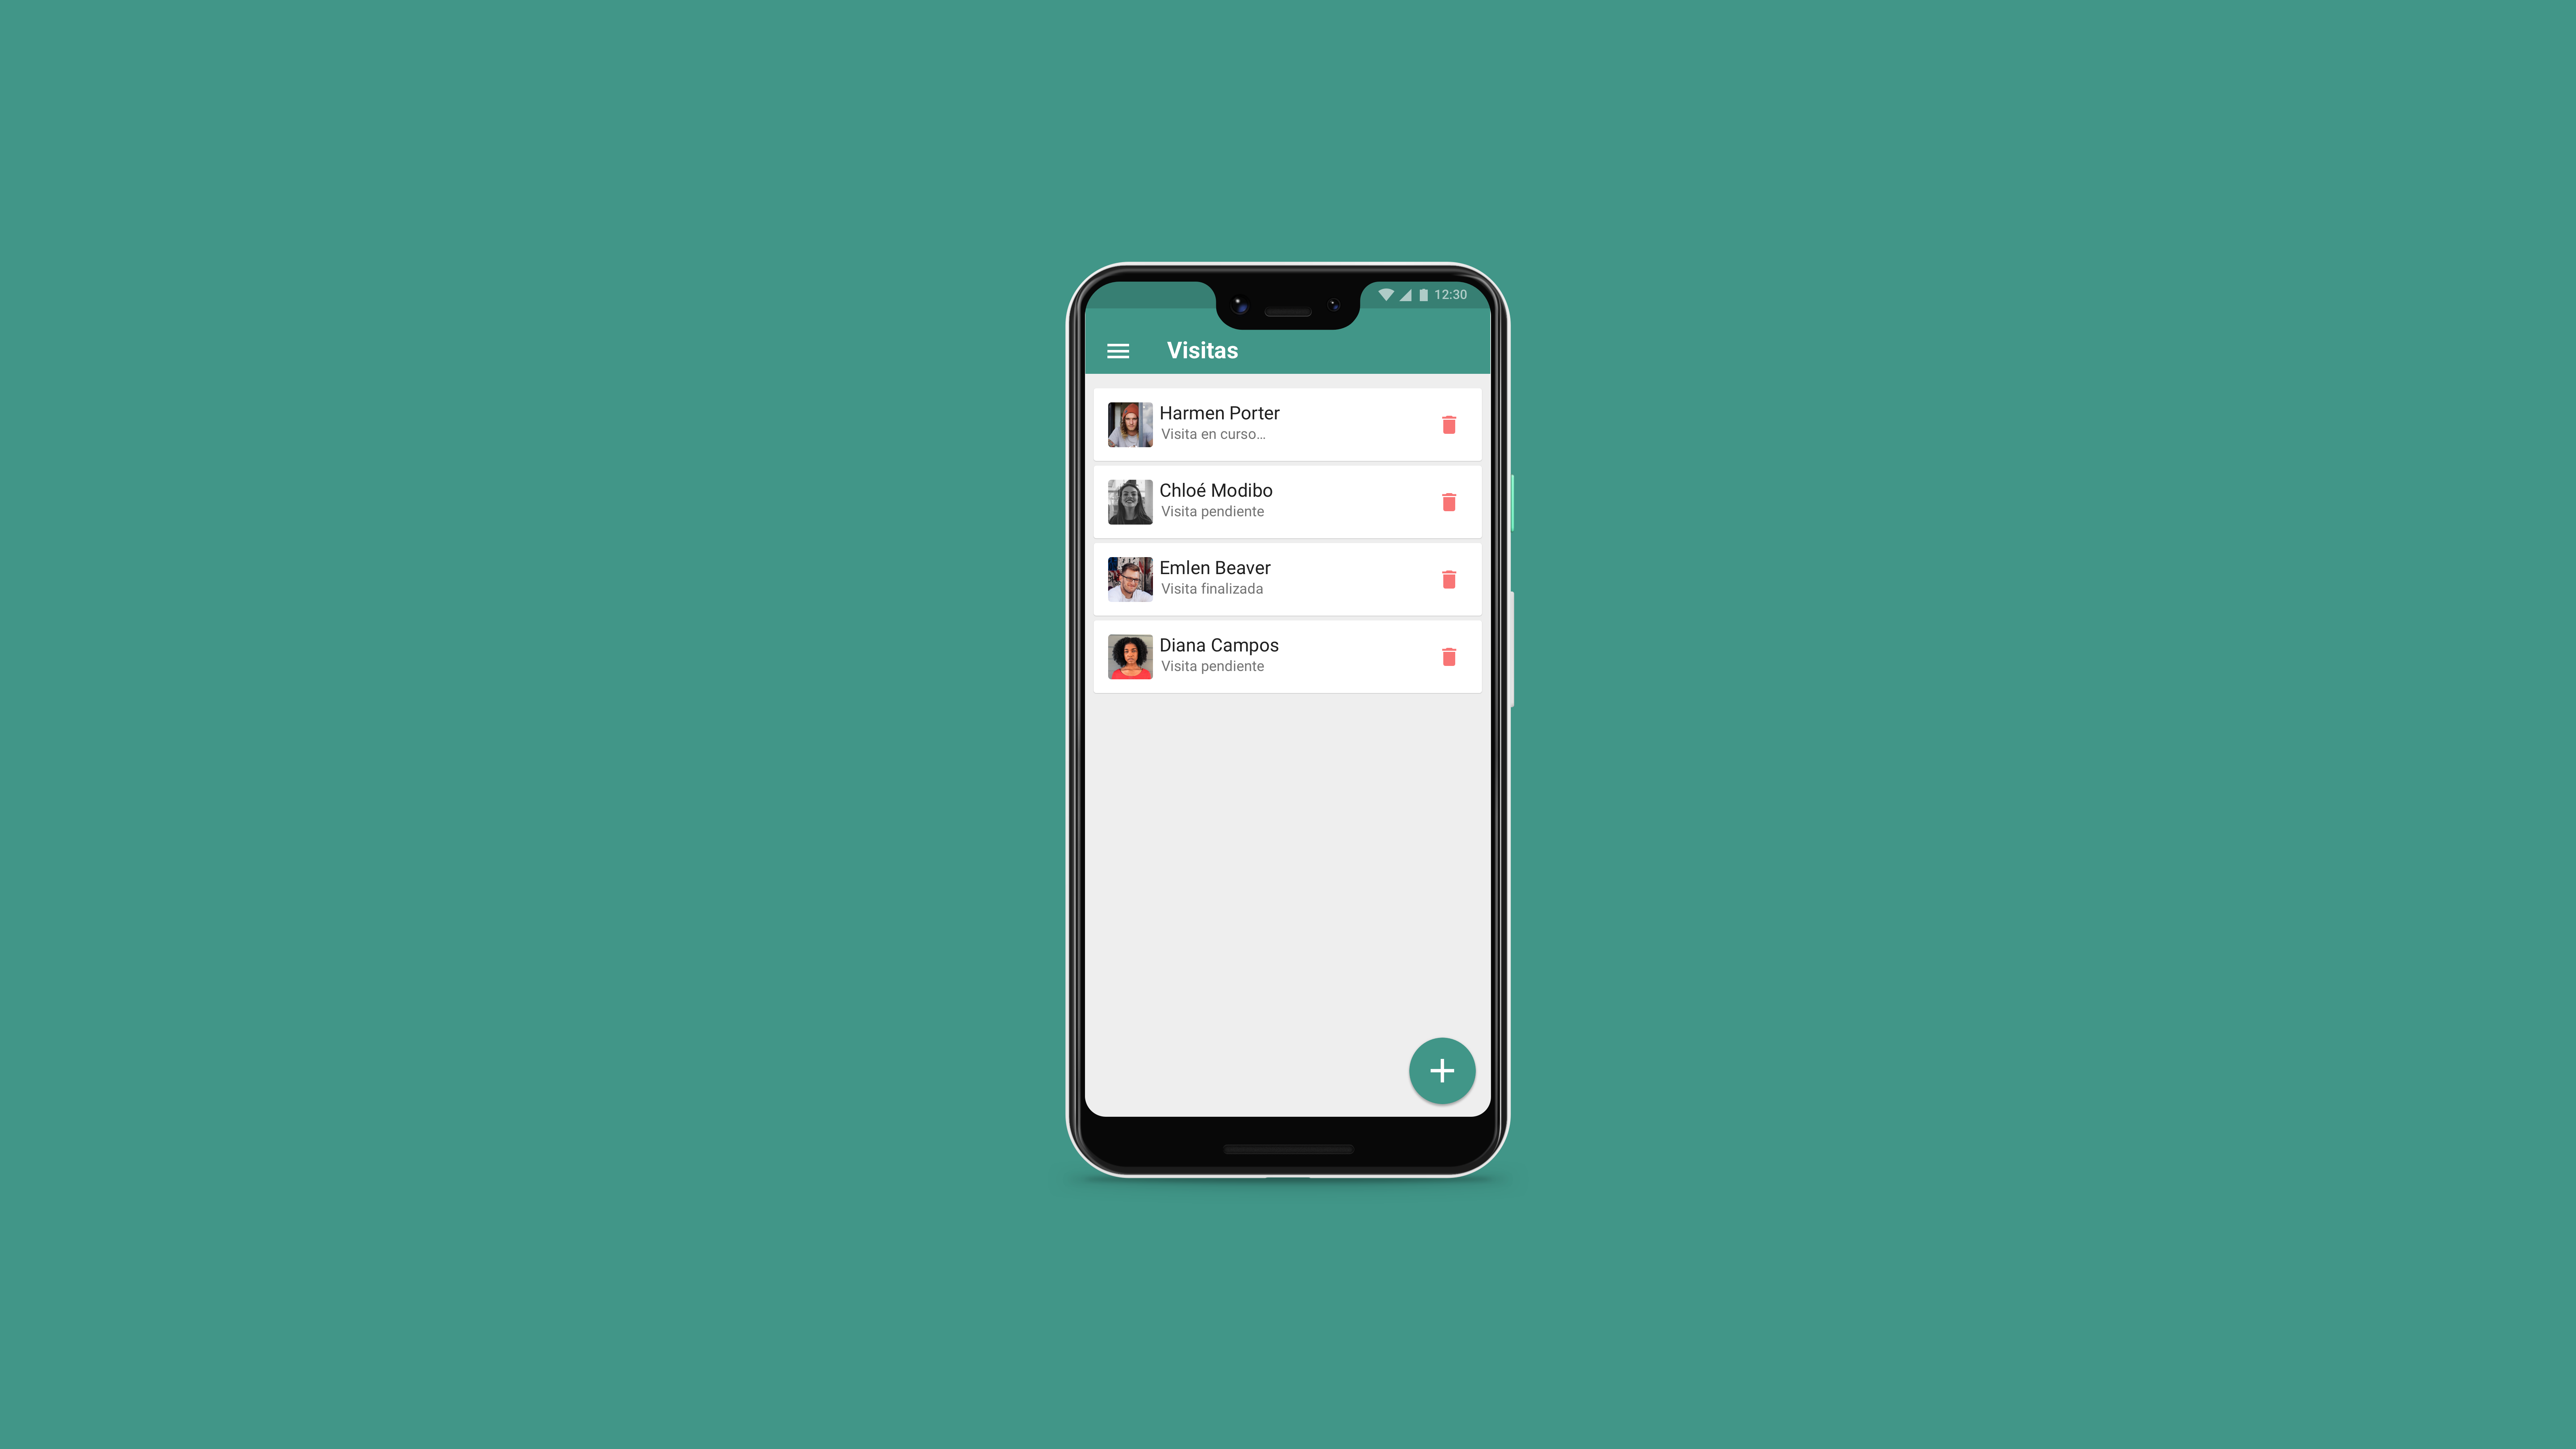 12:30
Visitas
Harmen Porter
Visita en curso...
Chloé Modibo
Visita pendiente
Emlen Beaver
Visita finalizada
Diana Campos
Visita pendiente